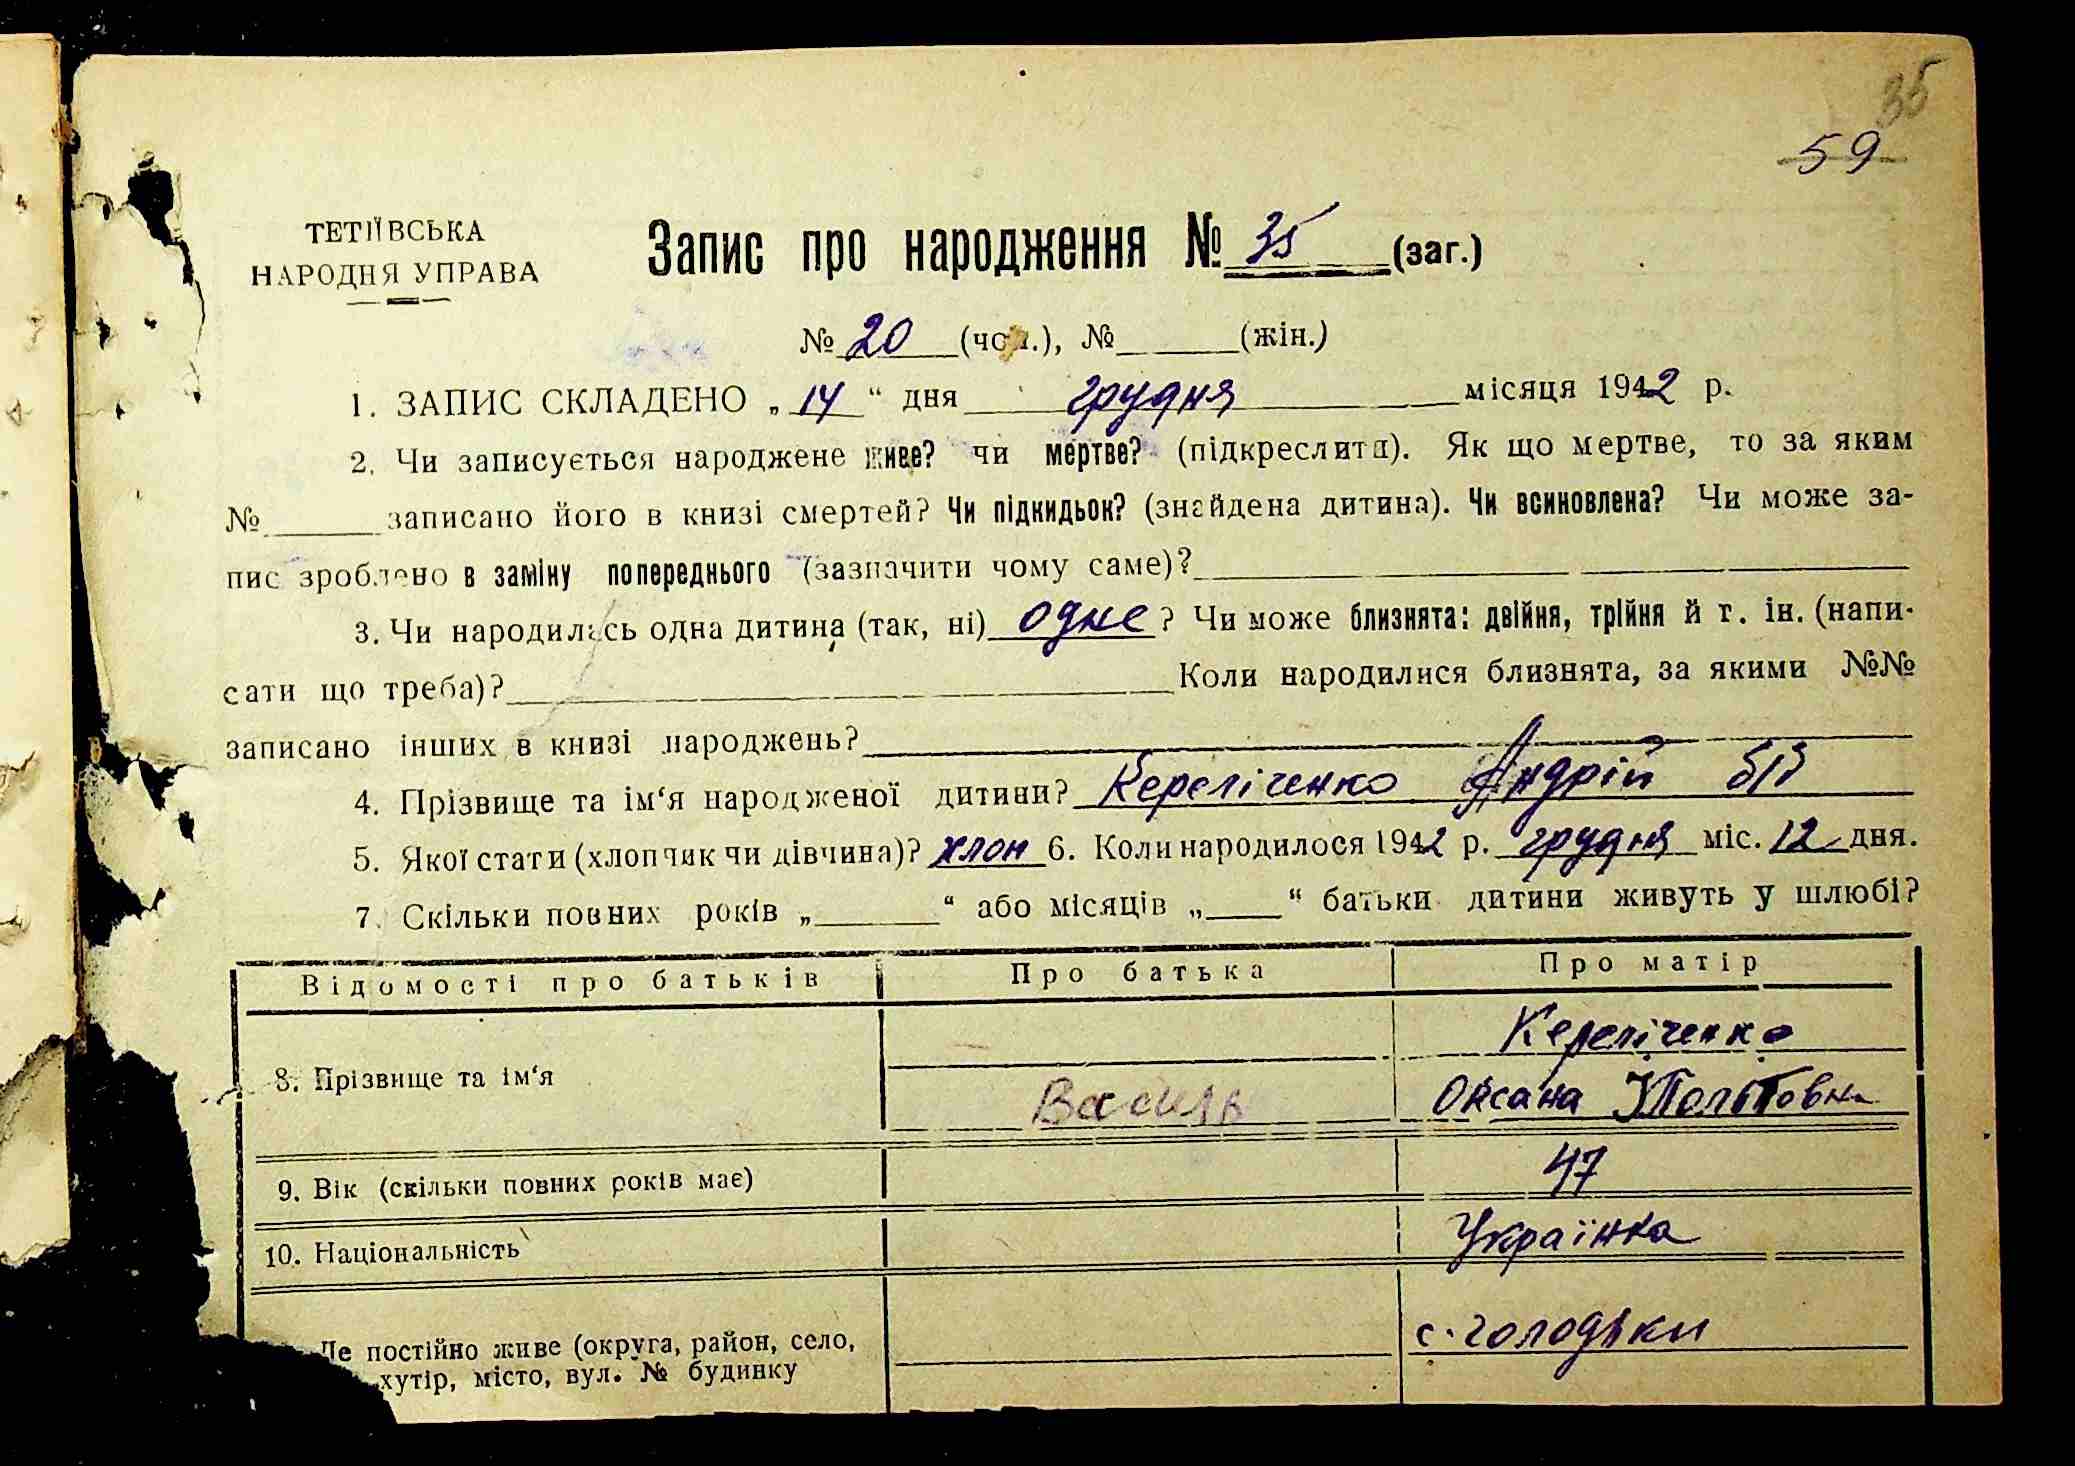 35
59
ТЕТІЇВСЬКА
НАРОДНЯ УПРАВА
Запис про народження № 35 (заг.)
№ 20 (чол.), № (жін.)
1. ЗАПИС СКЛАДЕНО „ 14 “ дня грудня місяця 1942 р.
2. Чи записується народжене живе? чи мертве? (підкреслити). Як що мертве, то за яким
№ записано його в книзі смертей? Чи підкидьок? (знайдена дитина). Чи всиновлена? Чи може за-
пис зроблено в заміну попереднього (зазначити чому саме)?
3. Чи народилась одна дитина (так, ні) одне ? Чи може близнята: двійня, трійня й т. ін. (напи-
сати що треба)? Коли народилися близнята, за якими №№
записано інших в книзі народжень?
4. Прізвище та ім‘я народженої дитини? Кереліченко Андрій б/в
5. Якої стати (хлопчик чи дівчина)? хлоп 6. Коли народилося 1942 р. грудня міс. 12 дня.
7. Скільки повних років „ “ або місяців „ “ батьки дитини живуть у шлюбі?
Відомості про батьків Про батька Про матір
Кереліченко
8. Прізвище та ім‘я Василь Оксана
9. Вік (скільки повних років має) 47
10. Національність Українка
Де постійно живе (округа, район, село, с. Голодьки
хутір, місто, вул. № будинку